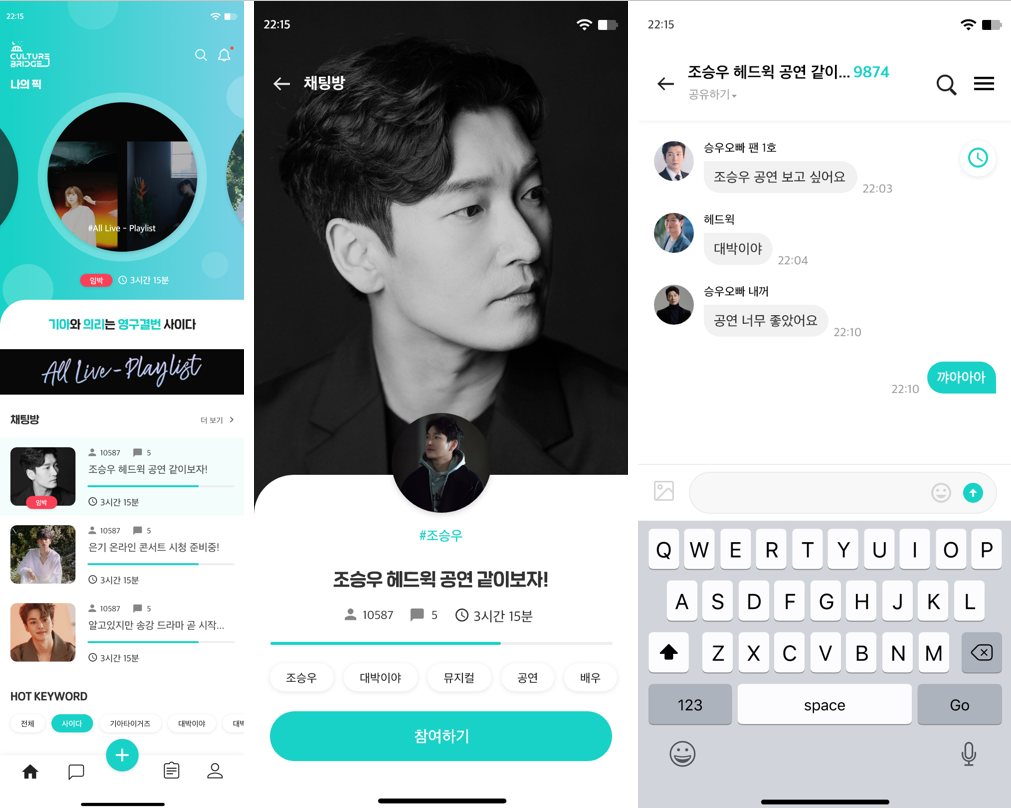 22:15
CULTURE
BRIDGE
나의 픽
#All Live - Playlist
임박
3시간 15분
기아와 의리는 영구결번 사이다
All Live - Playlist
채팅방
더 보기
10587 5
조승우 헤드윅 공연 같이보자!
임박
3시간 15분
10587 5
은기 온라인 콘서트 시청 준비중!
3시간 15분
10587 5
알고있지만 송강 드라마 곧 시작...
3시간 15분
HOT KEYWORD
전체 사이다 기아타이거즈 대박이야
22:15
채팅방
#조승우
조승우 헤드윅 공연 같이보자!
10587 5 3시간 15분
조승우 대박이야 뮤지컬 공연 배우
참여하기
22:15
조승우 헤드윅 공연 같이... 9874
공유하기
승우오빠 팬 1호
조승우 공연 보고 싶어요
22:03
헤드윅
대박이야
22:04
승우오빠 내꺼
공연 너무 좋았어요
22:10
꺄아아아
22:10
Q W E R T Y U I O P
A S D F G H J K L
Z X C V B N M
123 space Go